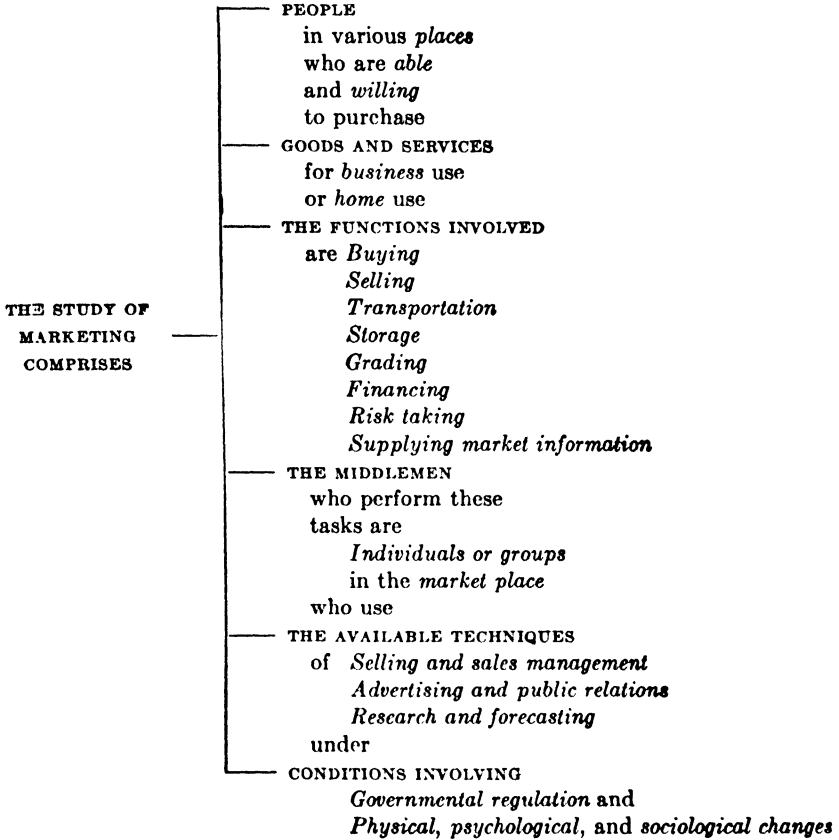 THE STUDY OF
MARKETING
COMPRISES
PEOPLE
in various places
who are able
and willing
to purchase
GOODS AND SERVICES
for business use
or home use
THE FUNCTIONS INVOLVED
are Buying
Selling
Transportation
Storage
Grading
Financing
Risk taking
Supplying market information
THE MIDDLEMEN
who perform these
tasks are
Individuals or groups
in the market place
who use
THE AVAILABLE TECHNIQUES
of Selling and sales management
Advertising and public relations
Research and forecasting
under
CONDITIONS INVOLVING
Governmental regulation and
Physical, psychological, and sociological changes